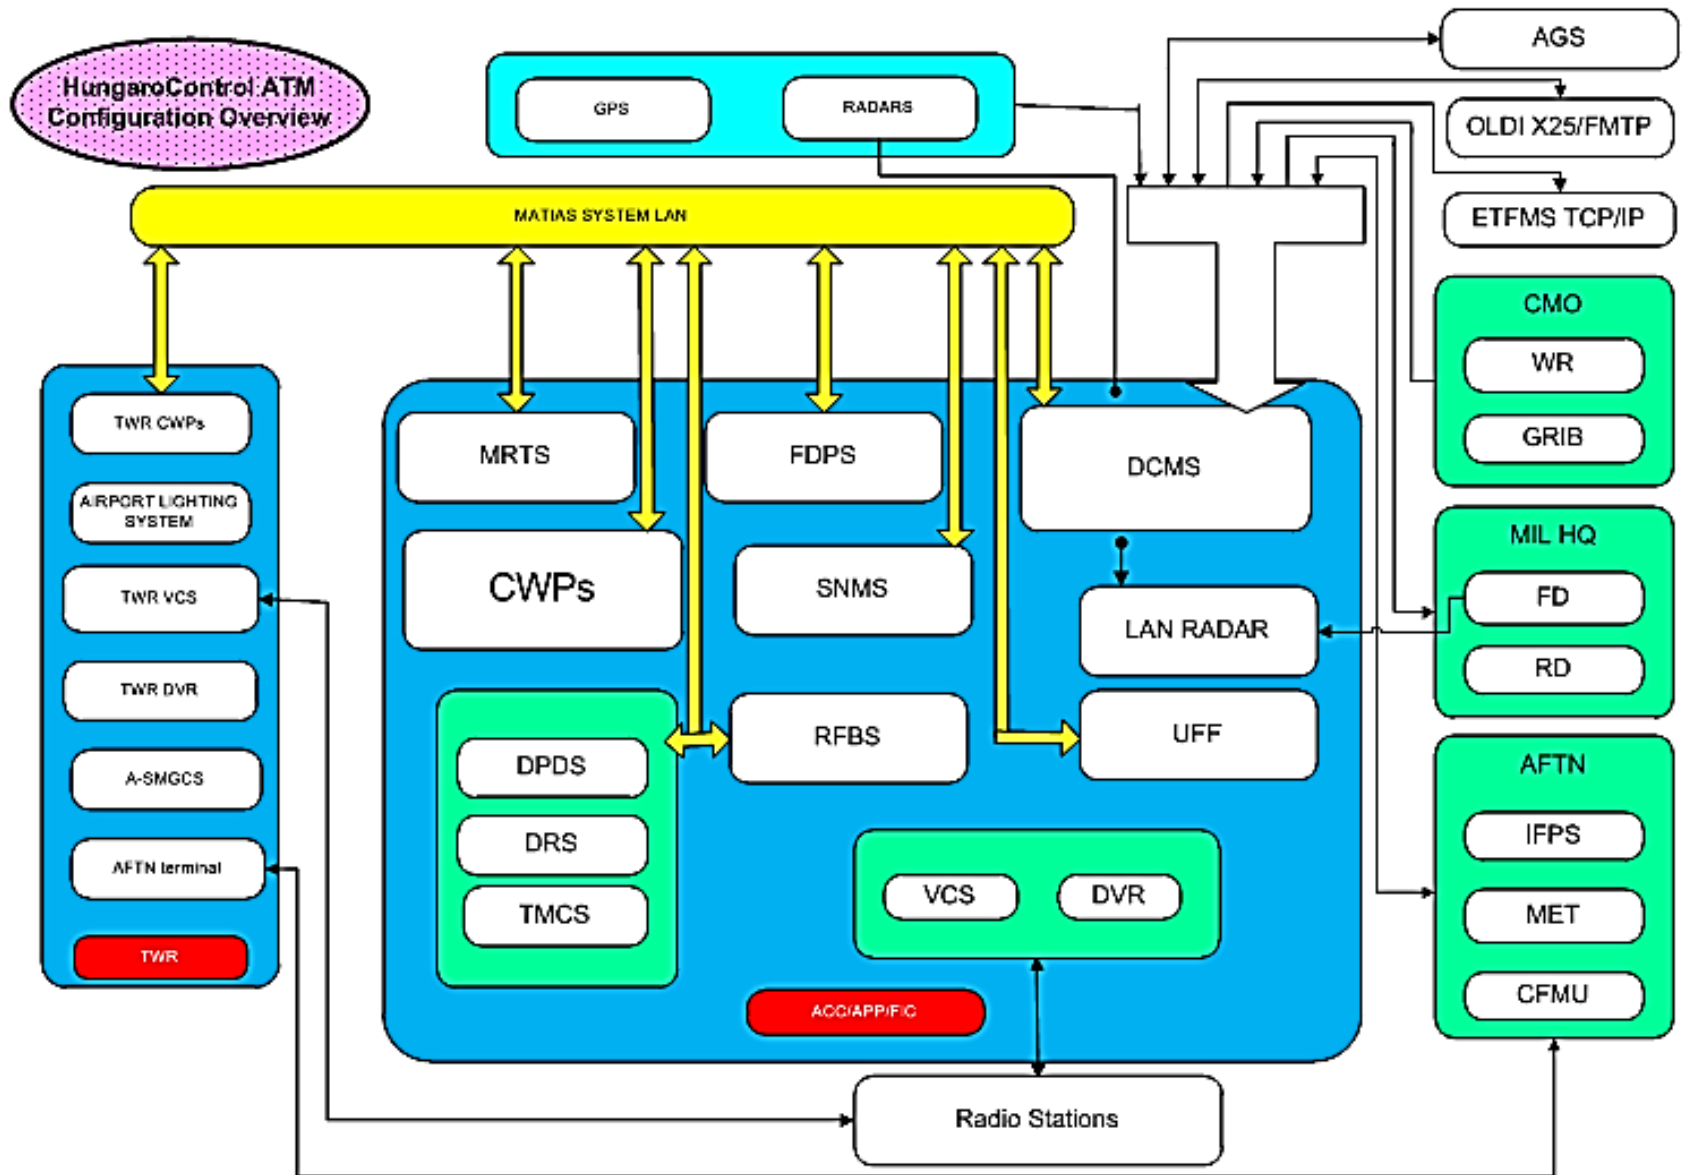 HungaroControl ATM
Configuration Overview
GPS
RADARS
AGS
OLDI X25/FMTP
ETFMS TCP/IP
MATIAS SYSTEM LAN
TWR CWPs
AIRPORT LIGHTING
SYSTEM
TWR VCS
TWR DVR
A-SMGCS
AFTN terminal
TWR
MRTS
FDPS
DCMS
CWPs
SNMS
LAN RADAR
RFBS
UFF
DPDS
DRS
TMCS
VCS
DVR
ACC/APP/FIC
Radio Stations
CMO
WR
GRIB
MIL HQ
FD
RD
AFTN
IFPS
MET
CFMU